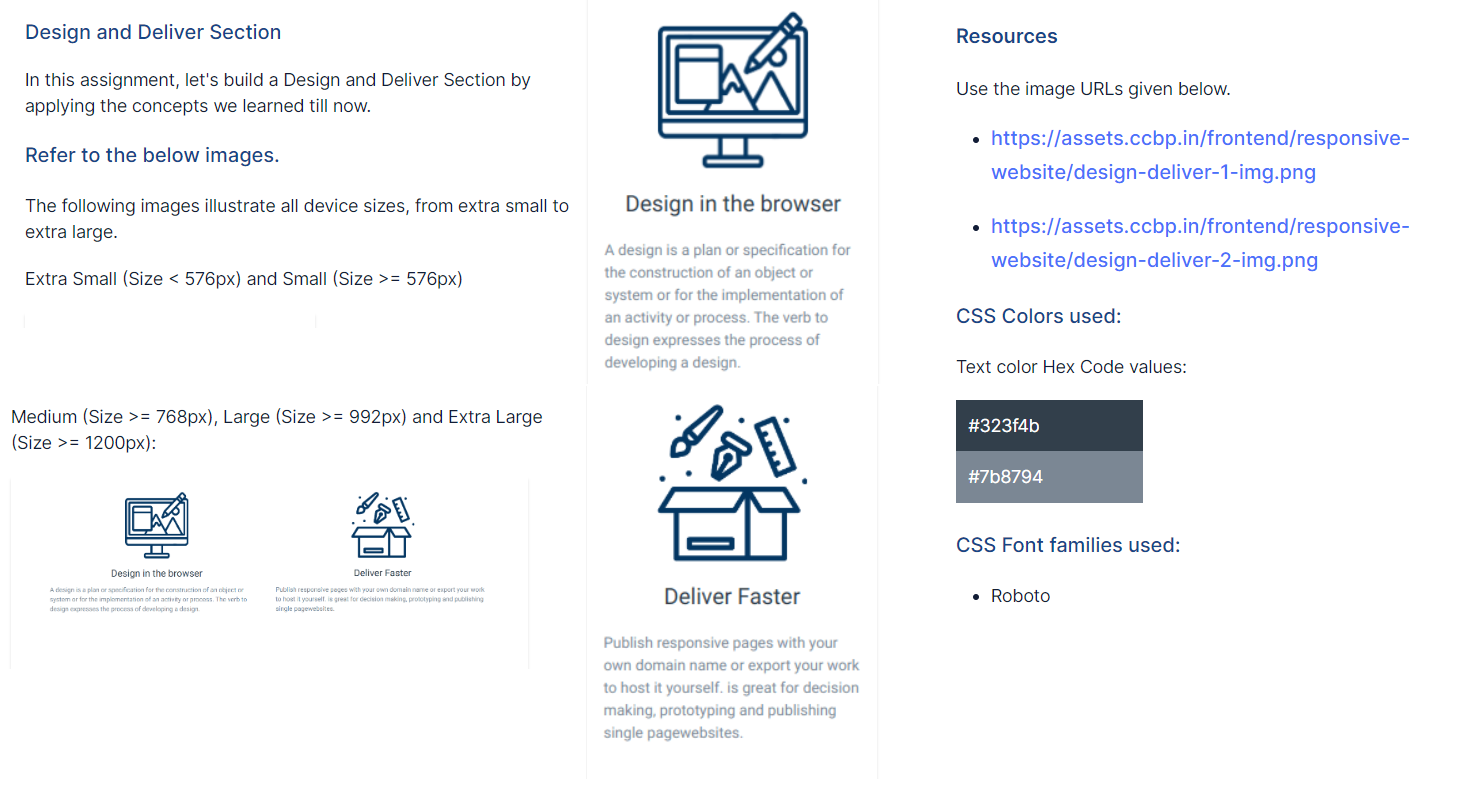 Design and Deliver Section
In this assignment, let's build a Design and Deliver Section by
applying the concepts we learned till now.
Refer to the below images.
The following images illustrate all device sizes, from extra small to
extra large.
Extra Small (Size < 576px) and Small (Size >= 576px)
Medium (Size >= 768px), Large (Size >= 992px) and Extra Large
(Size >= 1200px):
Design in the browser
A design is a plan or specification for the construction of an object or
system or for the implementation of an activity or process. The verb to
design expresses the process of developing a design.
Deliver Faster
Publish responsive pages with your own domain name or export your work
to host it yourself. is great for decision making, prototyping and publishing
single pagewebsites.
Design in the browser
A design is a plan or specification for
the construction of an object or
system or for the implementation of
an activity or process. The verb to
design expresses the process of
developing a design.
Deliver Faster
Publish responsive pages with your
own domain name or export your work
to host it yourself. is great for decision
making, prototyping and publishing
single pagewebsites.
Resources
Use the image URLs given below.
https://assets.ccbp.in/frontend/responsive-
website/design-deliver-1-img.png
https://assets.ccbp.in/frontend/responsive-
website/design-deliver-2-img.png
CSS Colors used:
Text color Hex Code values:
#323f4b
#7b8794
CSS Font families used:
Roboto